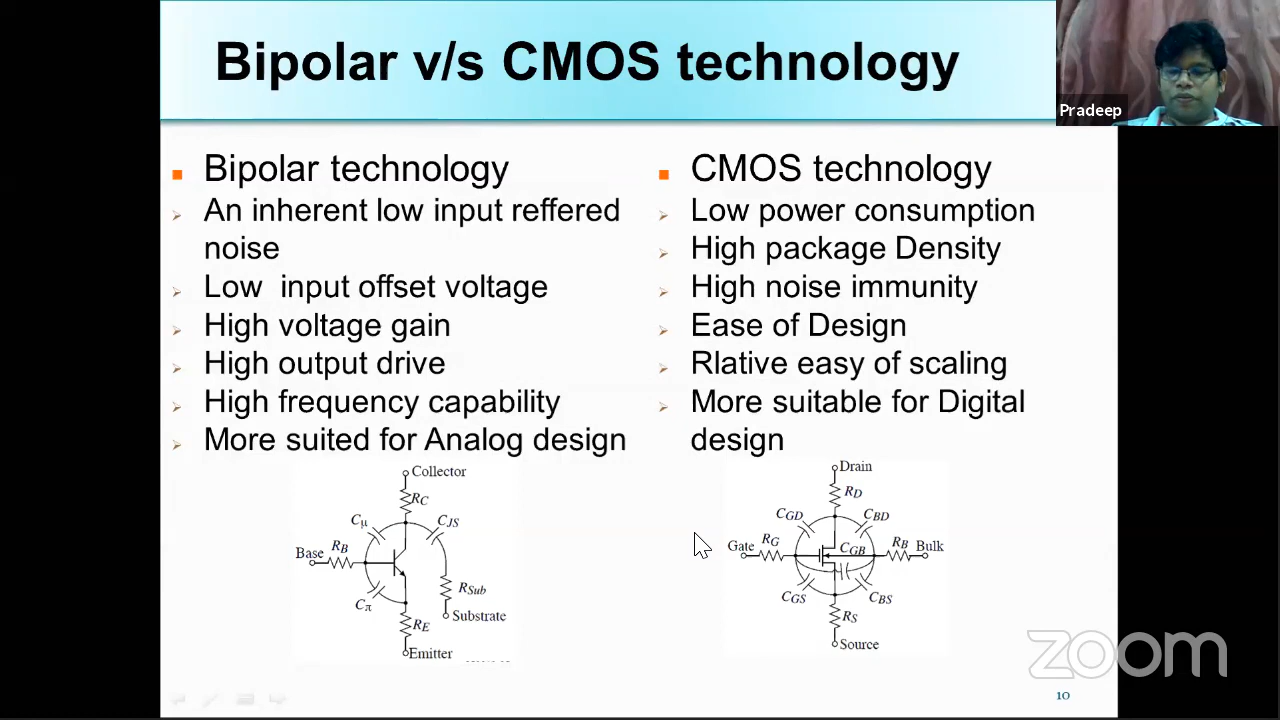 Bipolar v/s CMOS technology
Pradeep
Bipolar technology
An inherent low input reffered
noise
Low input offset voltage
High voltage gain
High output drive
High frequency capability
More suited for Analog design
CMOS technology
Low power consumption
High package Density
High noise immunity
Ease of Design
Rlative easy of scaling
More suitable for Digital
design
Collector
RC
Cμ
CJS
Base
RB
Cπ
RSub
Substrate
RE
Emitter
Drain
RD
CGD
CBD
Gate
RG
CGB
RB
Bulk
CGS
CBS
RS
Source
zoom
10